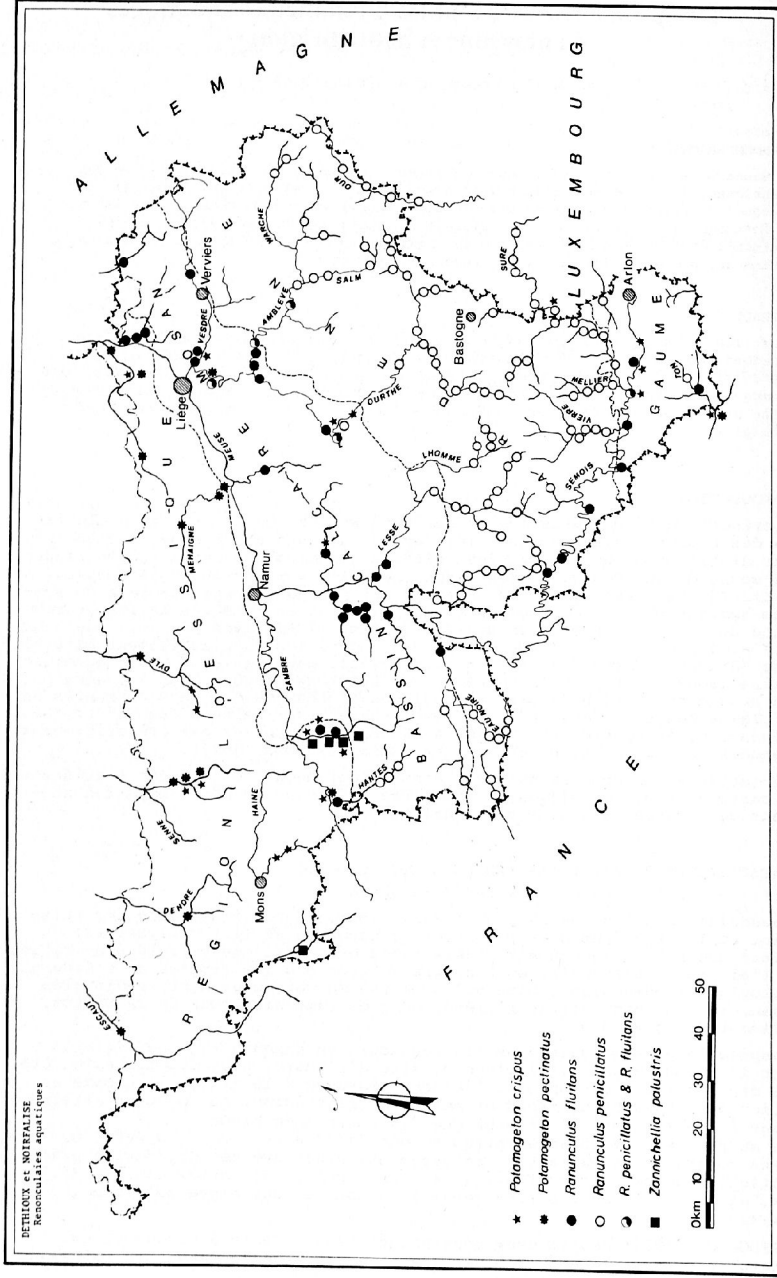 DETHIOUX et NOIRFALISE
Renonculaies aquatiques
ALLEMAGNE
LUXEMBOURG
FRANCE
REGION LOESSIQUE
MOSAN
BASSIN CALCAIRE
ARDENNE
GAUME
ESCAUT
DENDRE
SENNE
DYLE
MEHAIGNE
MEUSE
HAINE
SAMBRE
HANTES
EAU NOIRE
LESSE
LHOMME
OURTHE
VESDRE
AMBLEVE
WARCHE
SALM
OUR
SURE
MELLIER
VIERRE
SEMOIS
TON
Mons
Namur
Liège
Verviers
Bastogne
Arlon
★ Potamogeton crispus
✸ Potamogeton pectinatus
● Ranunculus fluitans
○ Ranunculus penicillatus
◕ R. penicillatus & R. fluitans
■ Zannichellia palustris
0km 10 20 30 40 50